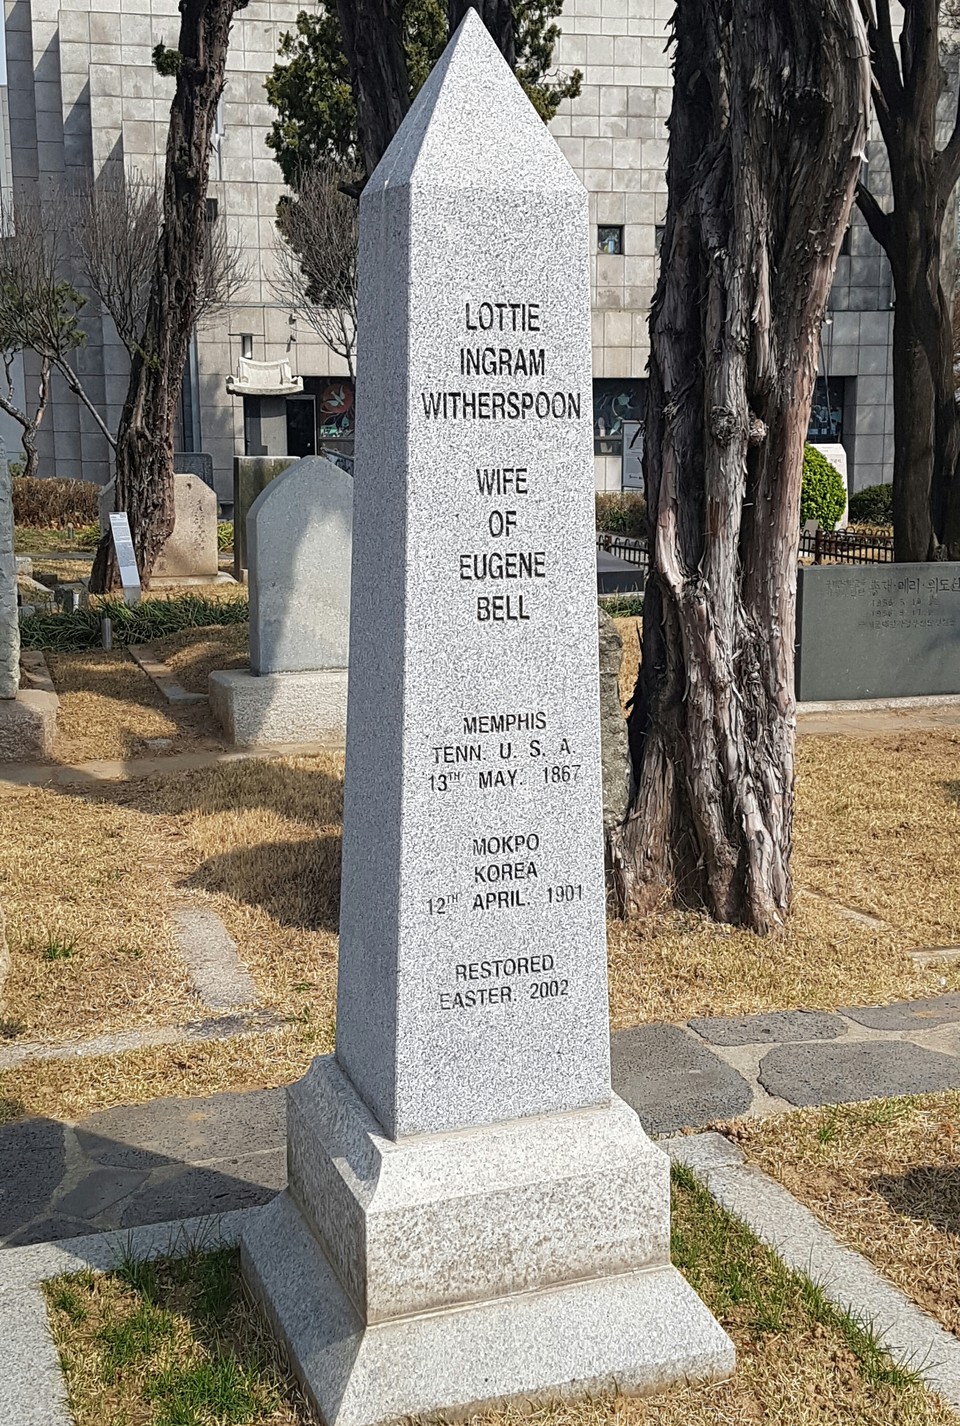 LOTTIE
INGRAM
WITHERSPOON
WIFE
OF
EUGENE
BELL
MEMPHIS
TENN. U. S. A.
13TH MAY. 1867
MOKPO
KOREA
12TH APRIL. 1901
RESTORED
EASTER. 2002